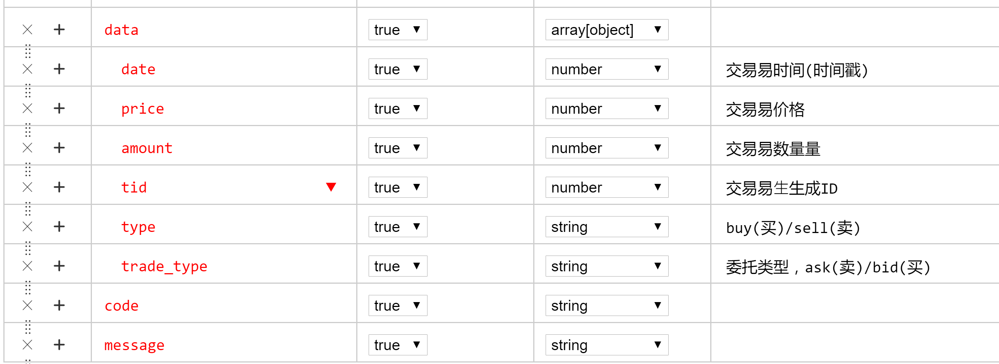 data true array[object]
date true number 交易易时间(时间戳)
price true number 交易易价格
amount true number 交易易数量量
tid true number 交易易⽣生成ID
type true string buy(买)/sell(卖)
trade_type true string 委托类型，ask(卖)/bid(买)
code true string
message true string